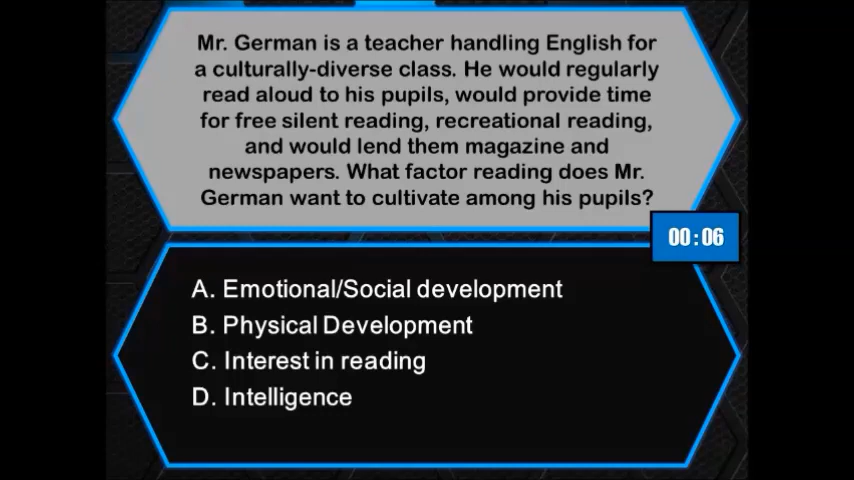 Mr. German is a teacher handling English for
a culturally-diverse class. He would regularly
read aloud to his pupils, would provide time
for free silent reading, recreational reading,
and would lend them magazine and
newspapers. What factor reading does Mr.
German want to cultivate among his pupils?
00:06
A. Emotional/Social development
B. Physical Development
C. Interest in reading
D. Intelligence